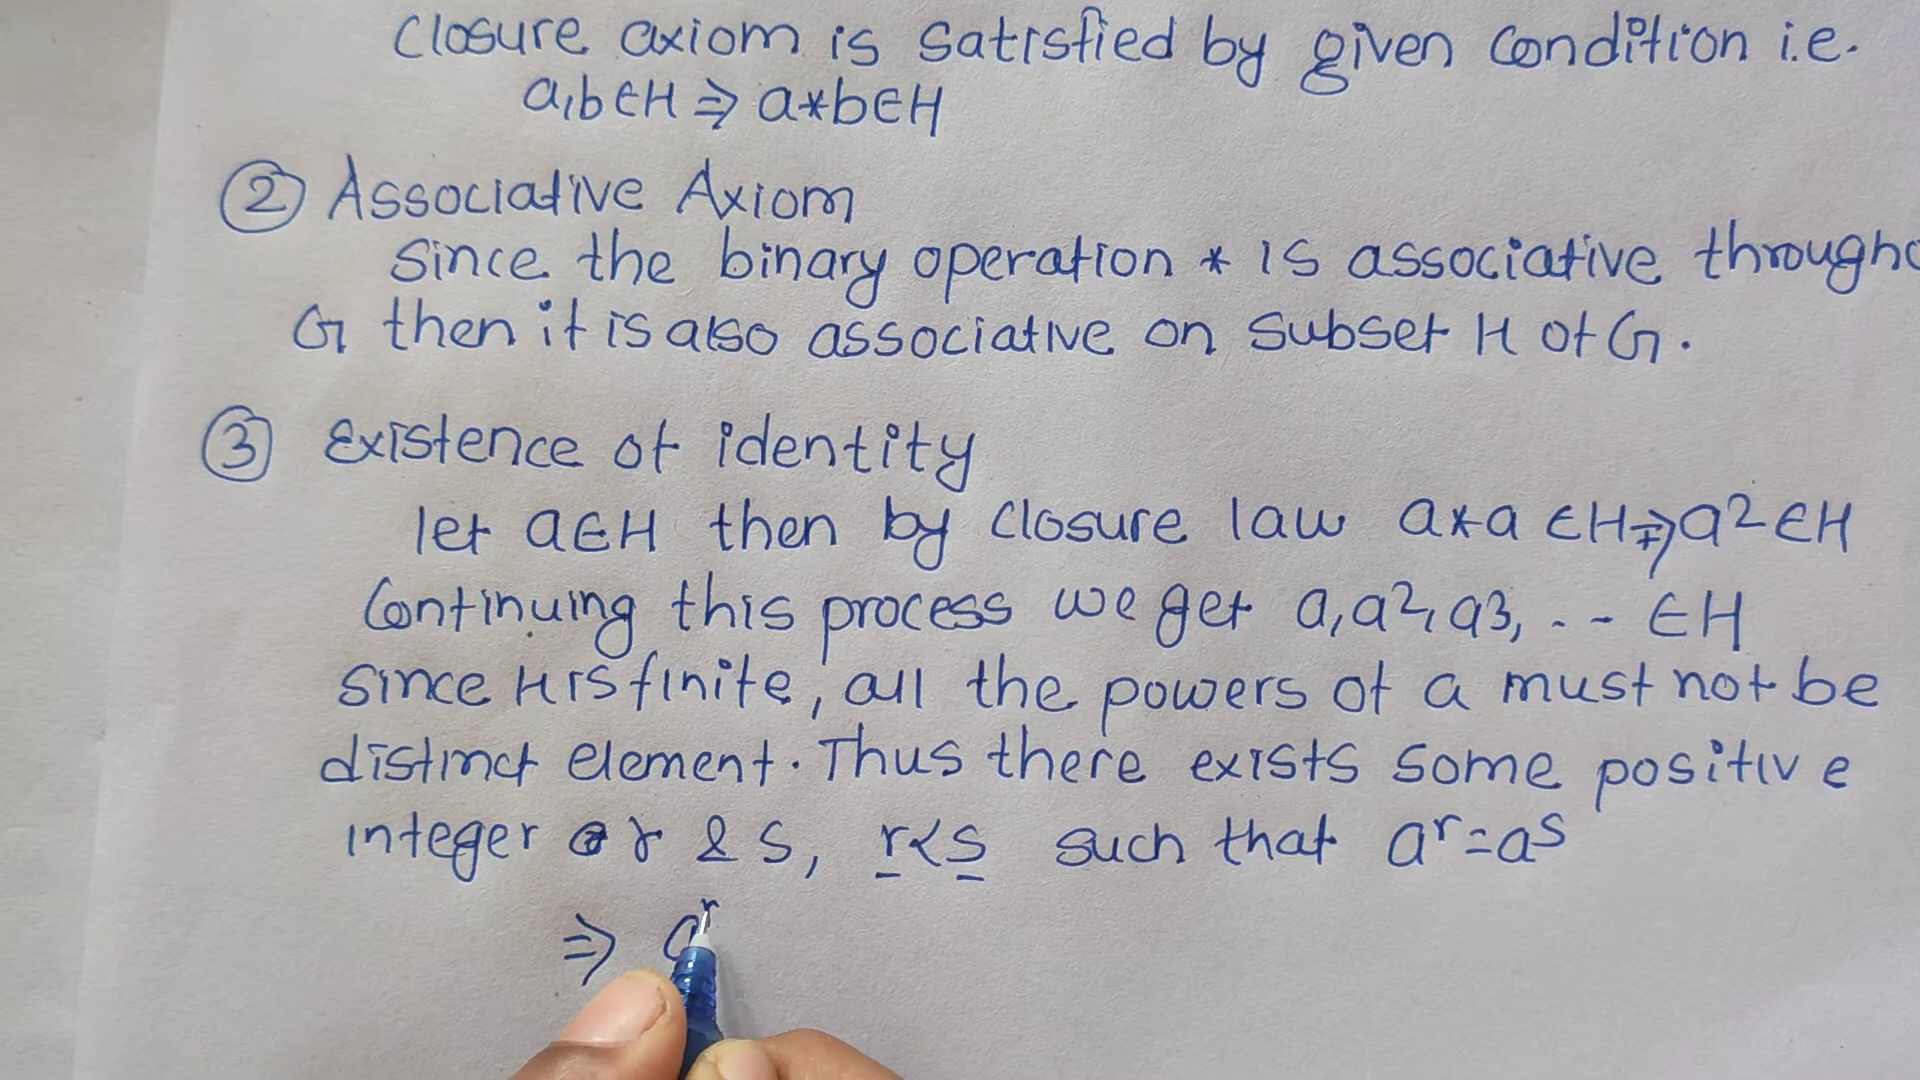 Closure axiom is satisfied by given condition i.e.
a,b∈H ⇒ a*b∈H
② Associative Axiom
Since the binary operation * is associative througho
G then it is also associative on subset H of G.
③ Existence of identity
let a∈H then by closure law a*a ∈H ⇒ a² ∈H
Continuing this process we get a, a², a3, .-- ∈H
since H is finite, all the powers of a must not be
distinct element. Thus there exists some positive
integer r & s, r<s such that aʳ=aˢ
⇒ aʳ